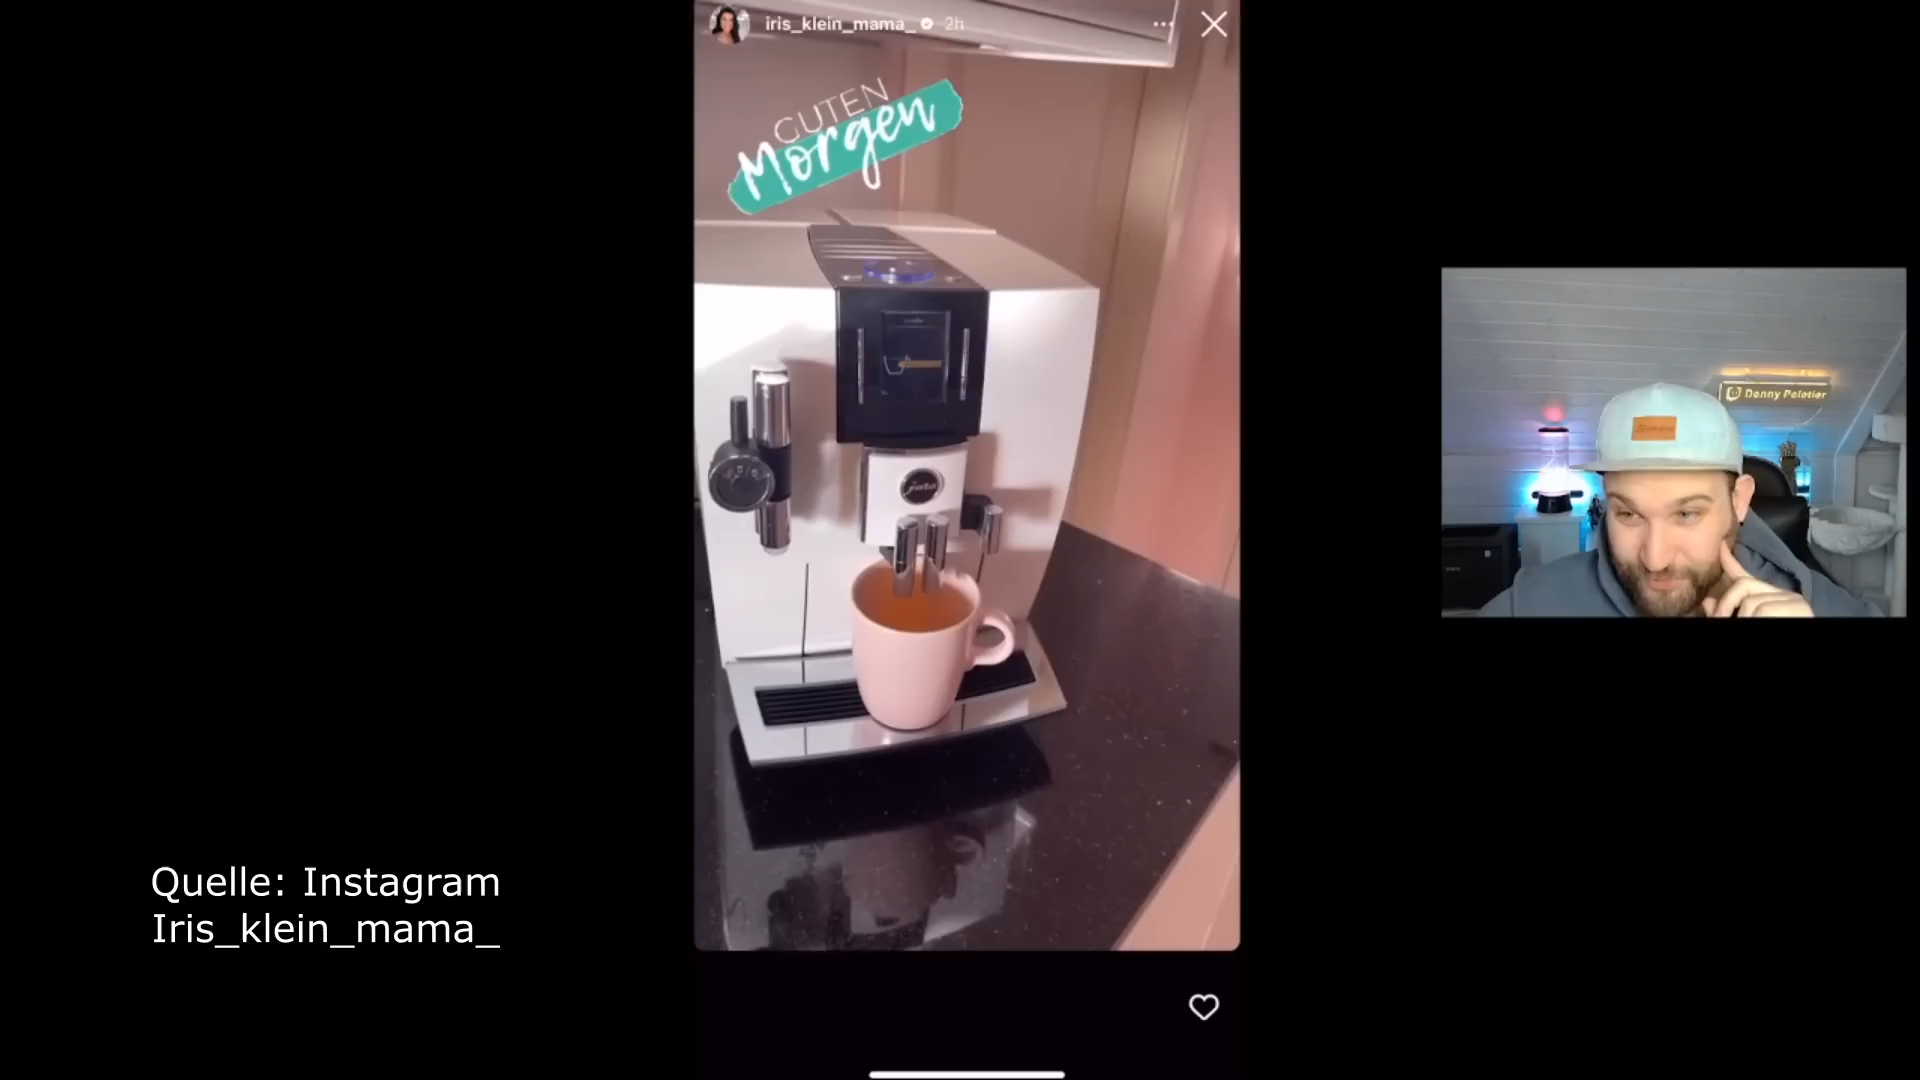 iris_klein_mama_ 2h
GUTEN
Morgen
jura
Danny Peletier
Quelle: Instagram
Iris_klein_mama_